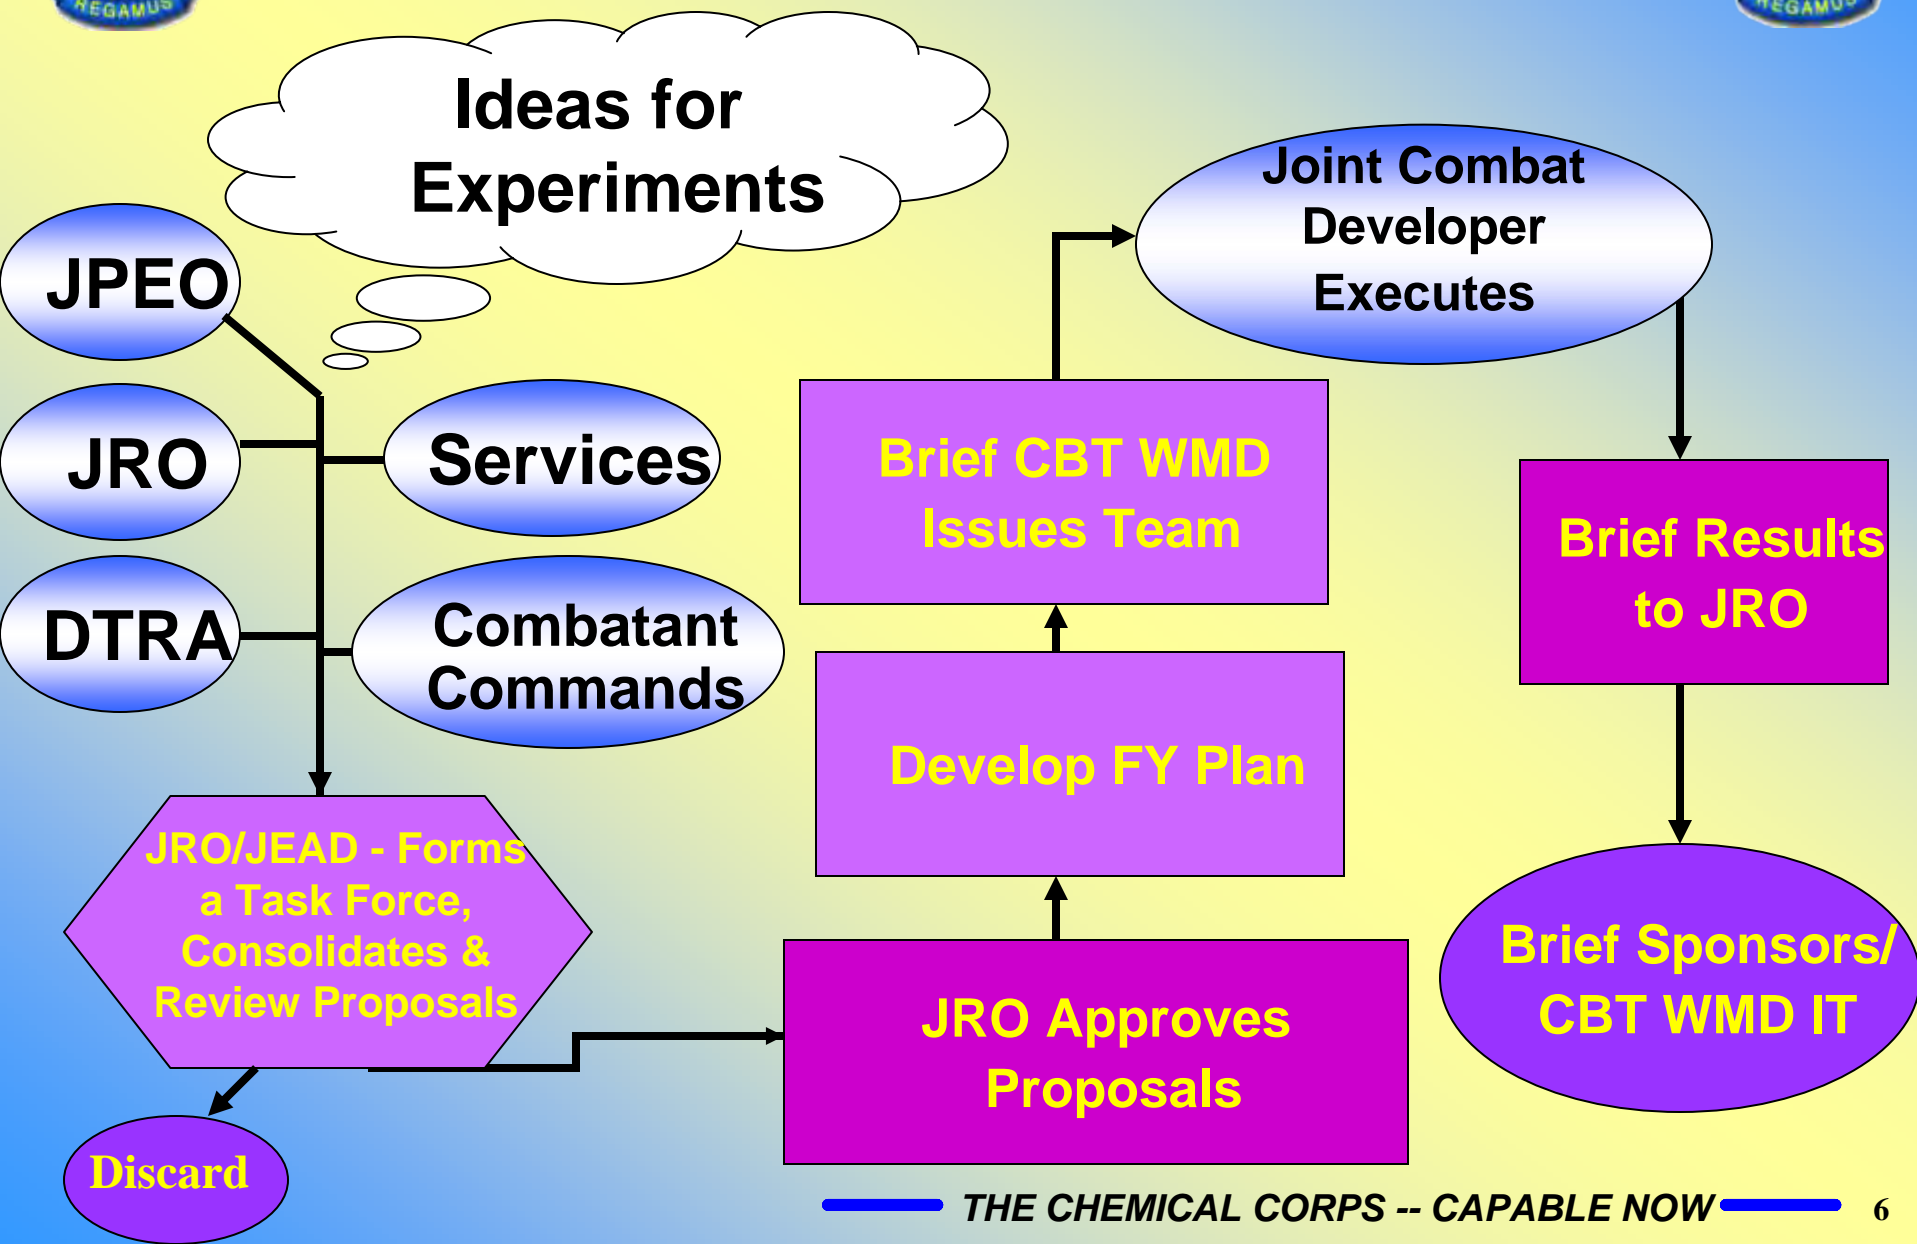 REGAMUS
REGAMUS
Ideas for
Experiments
JPEO
JRO
DTRA
Services
Combatant
Commands
JRO/JEAD - Forms
a Task Force,
Consolidates &
Review Proposals
Discard
JRO Approves
Proposals
Develop FY Plan
Brief CBT WMD
Issues Team
Joint Combat
Developer
Executes
Brief Results
to JRO
Brief Sponsors/
CBT WMD IT
THE CHEMICAL CORPS -- CAPABLE NOW
6